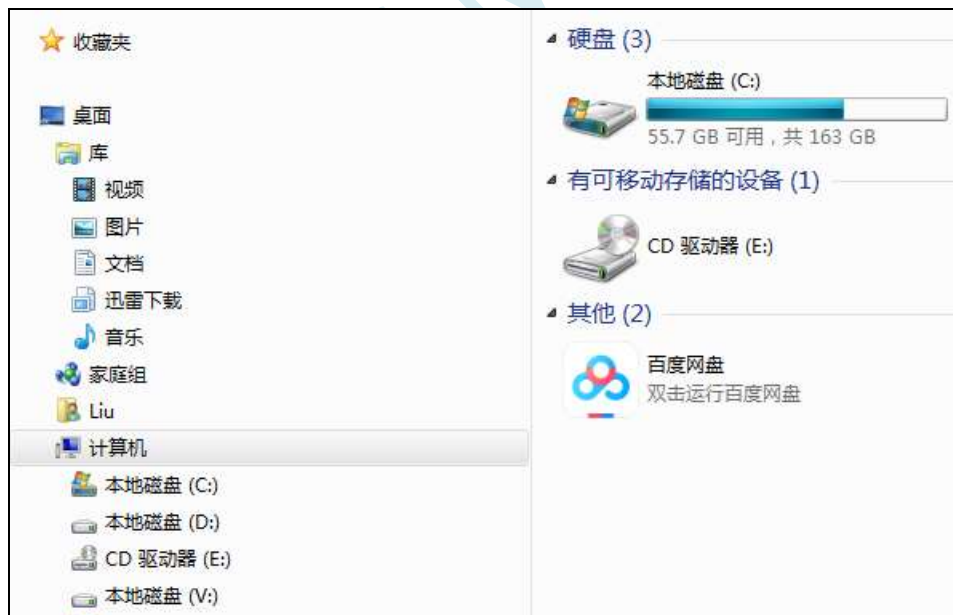 收藏夹
桌面
库
视频
图片
文档
迅雷下载
音乐
家庭组
Liu
计算机
本地磁盘 (C:)
本地磁盘 (D:)
CD 驱动器 (E:)
本地磁盘 (V:)
硬盘 (3)
本地磁盘 (C:)
55.7 GB 可用，共 163 GB
有可移动存储的设备 (1)
CD 驱动器 (E:)
其他 (2)
百度网盘
双击运行百度网盘